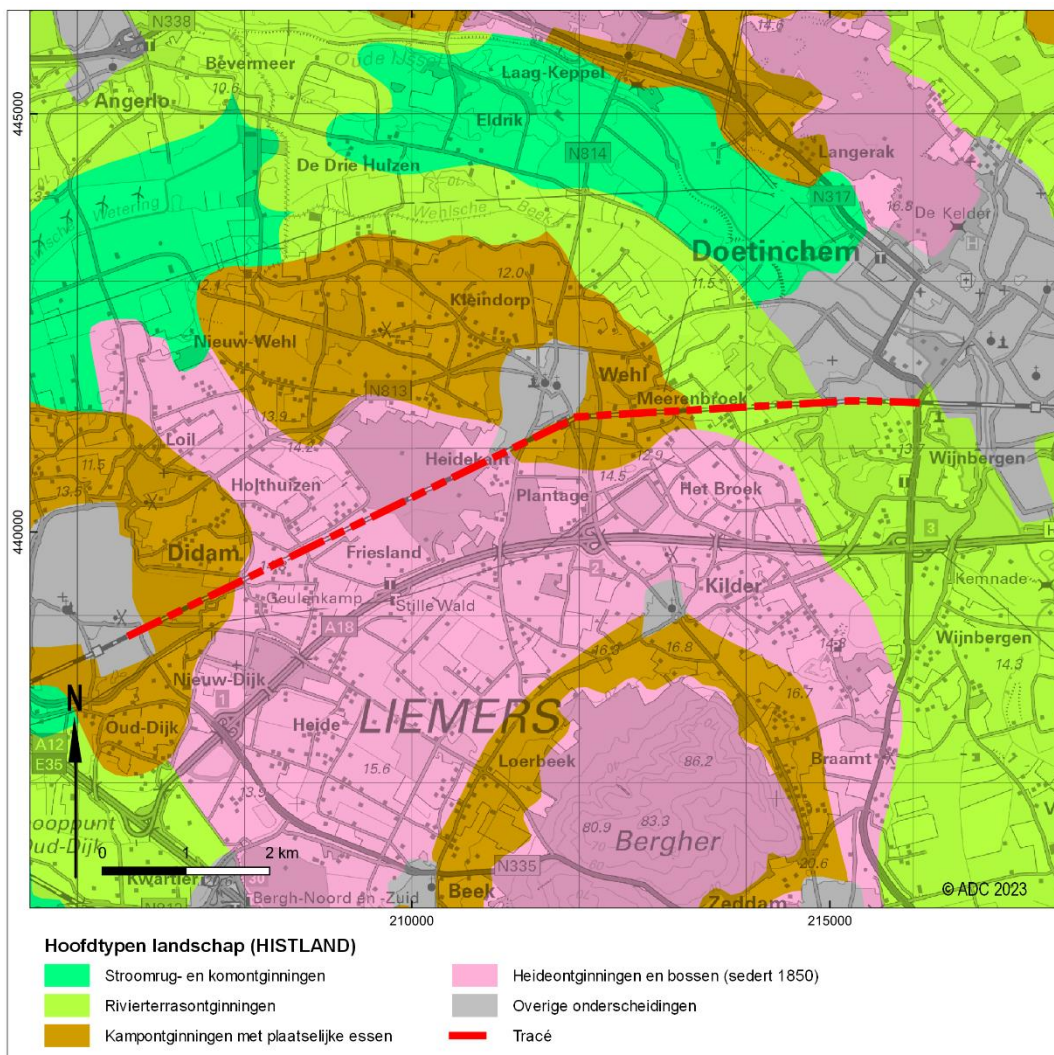 N338
14.6
Bevermeer
Oude IJssel
Laag-Keppel
10.6
Angerlo
445000
Eldrik
N814
Langerak
De Drie Huizen
N317
16.8
De Kelder
Wetering
Wehlsche Beek
H
Doetinchem
12.0
11.5
12.1
Kleindorp
Nieuw-Wehl
Wehl
N813
Meerenbroek
13.9
14.2
Loil
Heidekant
12.9
Wijnbergen
11.5
Holthuizen
14.5
Het Broek
13.5
Plantage
440000
Didam
Friesland
2
3
Kilder
Kemnade
Geulenkamp
Stille Wald
A18
Wijnbergen
16.3
16.8
14.8
14.3
Nieuw-Dijk
N
1
16.7
Oud-Dijk
Heide
LIEMERS
A12
E35
Loerbeek
86.2
Braamt
15.6
13.9
80.9
83.3
Oud-Dijk
Bergher
0 1 2 km
N335
20.6
Kwartier
Beek
Bergh-Noord en -Zuid
Zeddam
© ADC 2023
210000
215000
Hoofdtypen landschap (HISTLAND)
Stroomrug- en komontginningen
Heideontginningen en bossen (sedert 1850)
Rivierterrasontginningen
Overige onderscheidingen
Kampontginningen met plaatselijke essen
Tracé